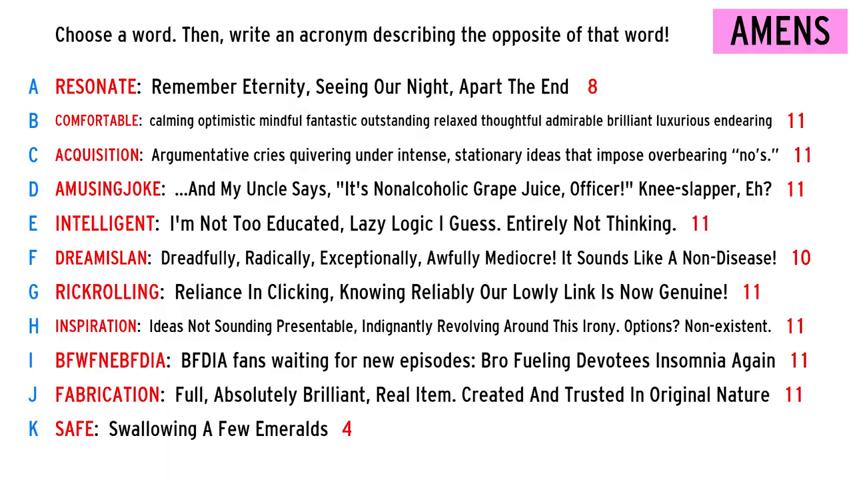 Choose a word. Then, write an acronym describing the opposite of that word!
AMENS
A RESONATE: Remember Eternity, Seeing Our Night, Apart The End 8
B COMFORTABLE: calming optimistic mindful fantastic outstanding relaxed thoughtful admirable brilliant luxurious endearing 11
C ACQUISITION: Argumentative cries quivering under intense, stationary ideas that impose overbearing “no’s.” 11
D AMUSINGJOKE: ...And My Uncle Says, "It's Nonalcoholic Grape Juice, Officer!" Knee-slapper, Eh? 11
E INTELLIGENT: I'm Not Too Educated, Lazy Logic I Guess. Entirely Not Thinking. 11
F DREAMISLAN: Dreadfully, Radically, Exceptionally, Awfully Mediocre! It Sounds Like A Non-Disease! 10
G RICKROLLING: Reliance In Clicking, Knowing Reliably Our Lowly Link Is Now Genuine! 11
H INSPIRATION: Ideas Not Sounding Presentable, Indignantly Revolving Around This Irony. Options? Non-existent. 11
I BFWFNEBFDIA: BFDIA fans waiting for new episodes: Bro Fueling Devotees Insomnia Again 11
J FABRICATION: Full, Absolutely Brilliant, Real Item. Created And Trusted In Original Nature 11
K SAFE: Swallowing A Few Emeralds 4